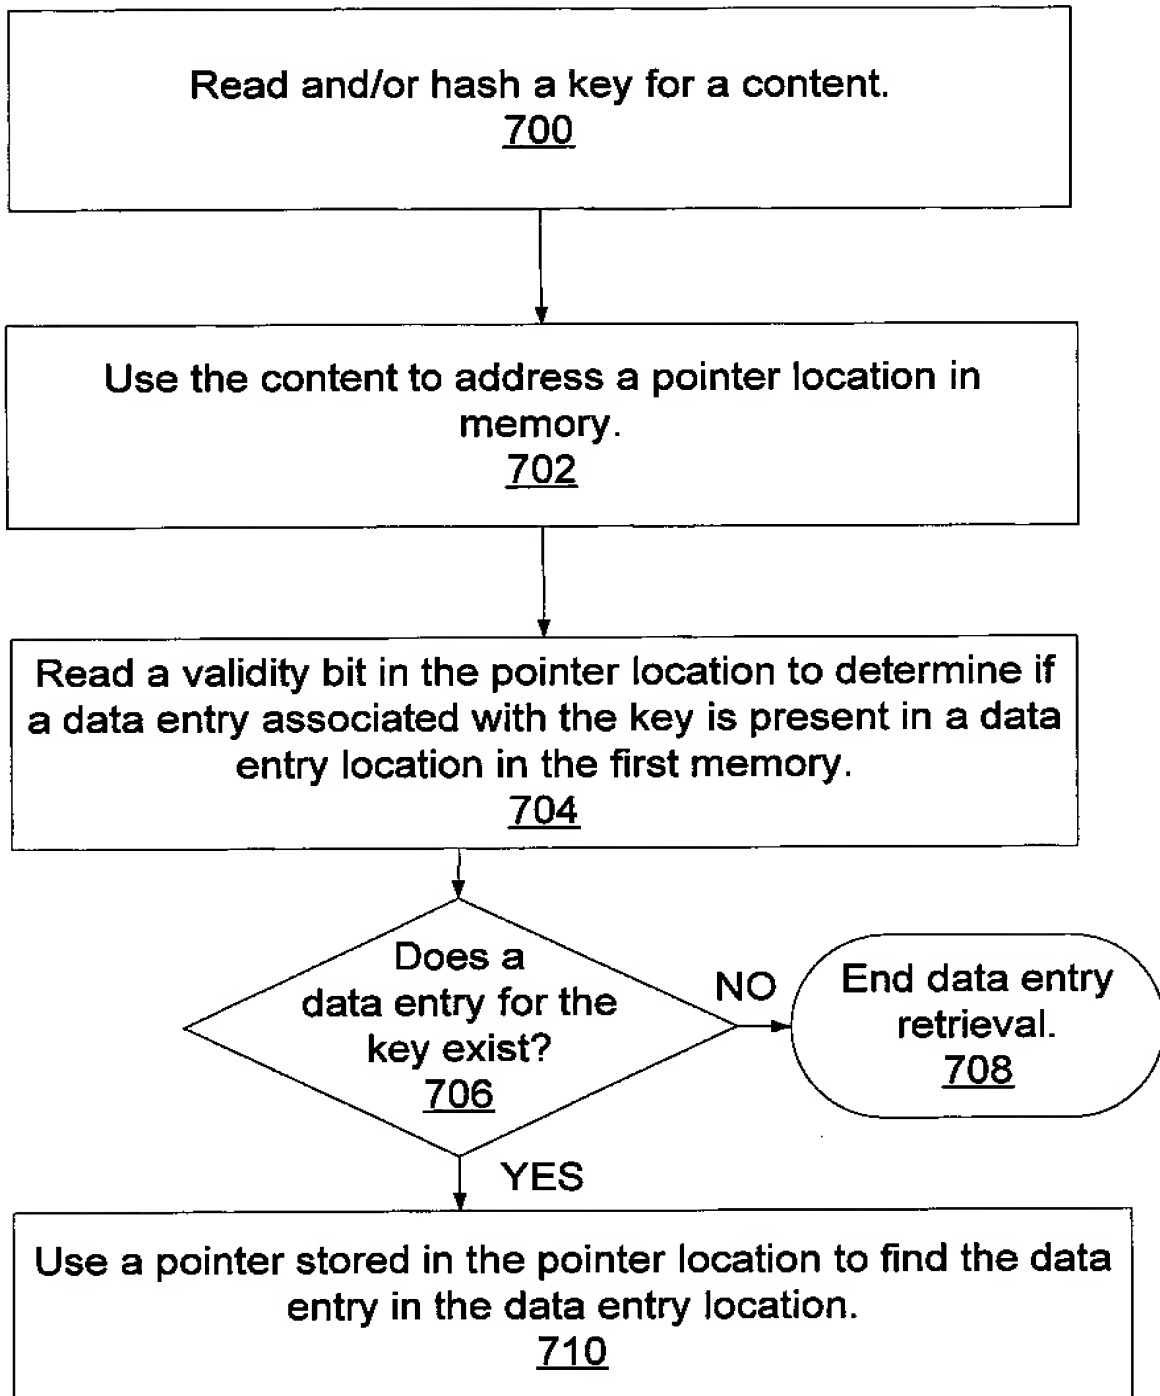 Read and/or hash a key for a content.
700
Use the content to address a pointer location in
memory.
702
Read a validity bit in the pointer location to determine if
a data entry associated with the key is present in a data
entry location in the first memory.
704
Does a
data entry for the
key exist?
706
NO
End data entry
retrieval.
708
YES
Use a pointer stored in the pointer location to find the data
entry in the data entry location.
710